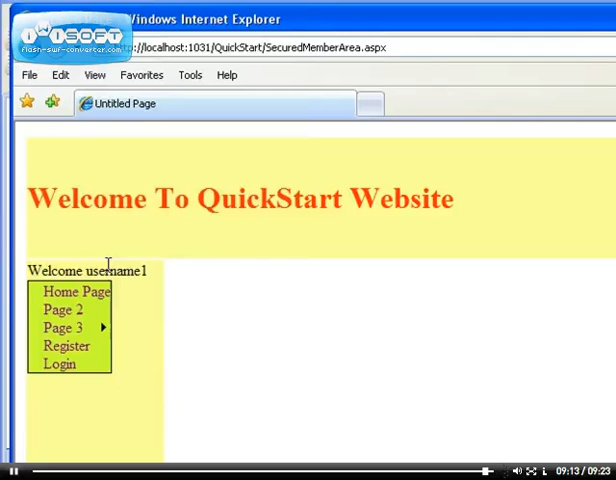 Windows Internet Explorer
iWiSOFT
flash-swf-converter.com
http://localhost:1031/QuickStart/SecuredMemberArea.aspx
File Edit View Favorites Tools Help
Untitled Page
Welcome To QuickStart Website
Welcome username1
Home Page
Page 2
Page 3
Register
Login
09:13 / 09:23